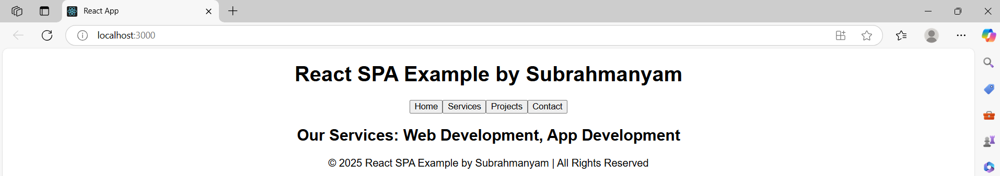 React App
localhost:3000
React SPA Example by Subrahmanyam
Home Services Projects Contact
Our Services: Web Development, App Development
© 2025 React SPA Example by Subrahmanyam | All Rights Reserved